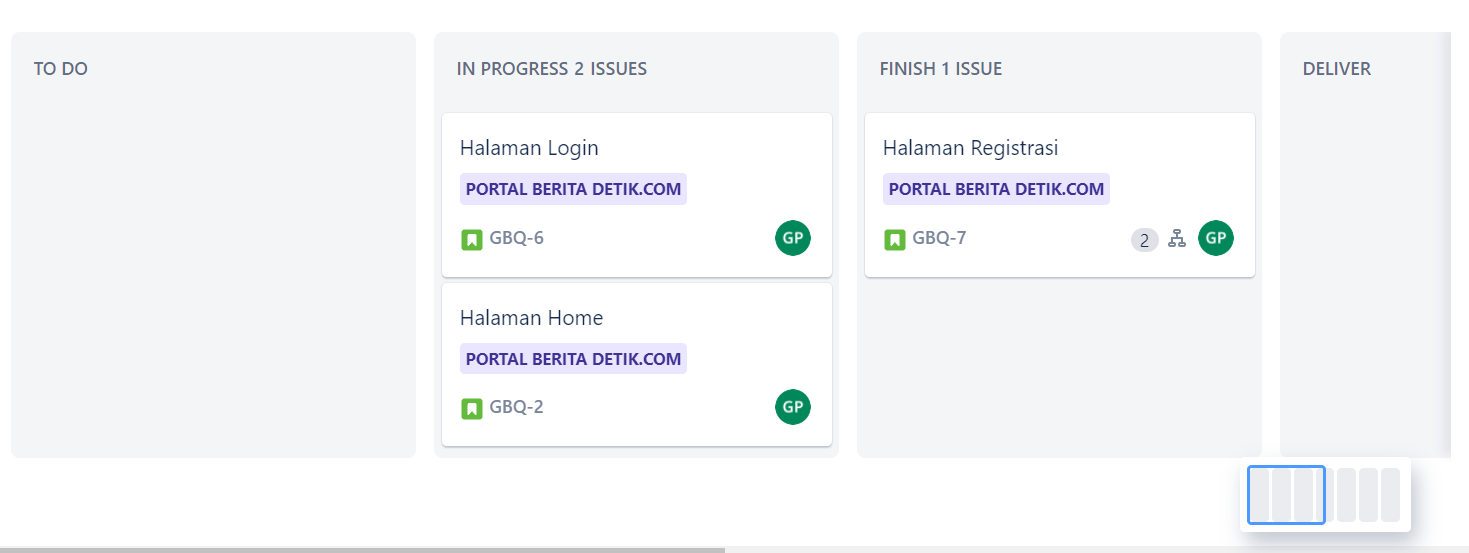 TO DO
IN PROGRESS 2 ISSUES
Halaman Login
PORTAL BERITA DETIK.COM
GBQ-6
GP
Halaman Home
PORTAL BERITA DETIK.COM
GBQ-2
GP
FINISH 1 ISSUE
Halaman Registrasi
PORTAL BERITA DETIK.COM
GBQ-7
2
GP
DELIVER